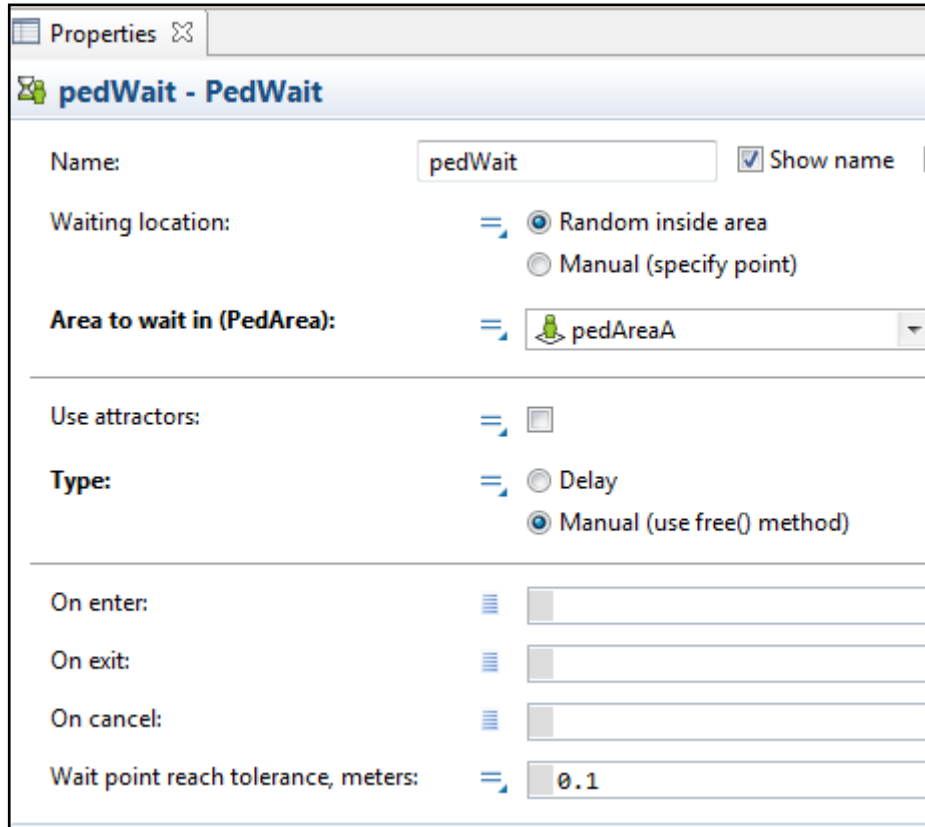 Properties
pedWait - PedWait
Name: pedWait Show name
Waiting location: Random inside area
Manual (specify point)
Area to wait in (PedArea): pedAreaA
Use attractors:
Type: Delay
Manual (use free() method)
On enter:
On exit:
On cancel:
Wait point reach tolerance, meters: 0.1